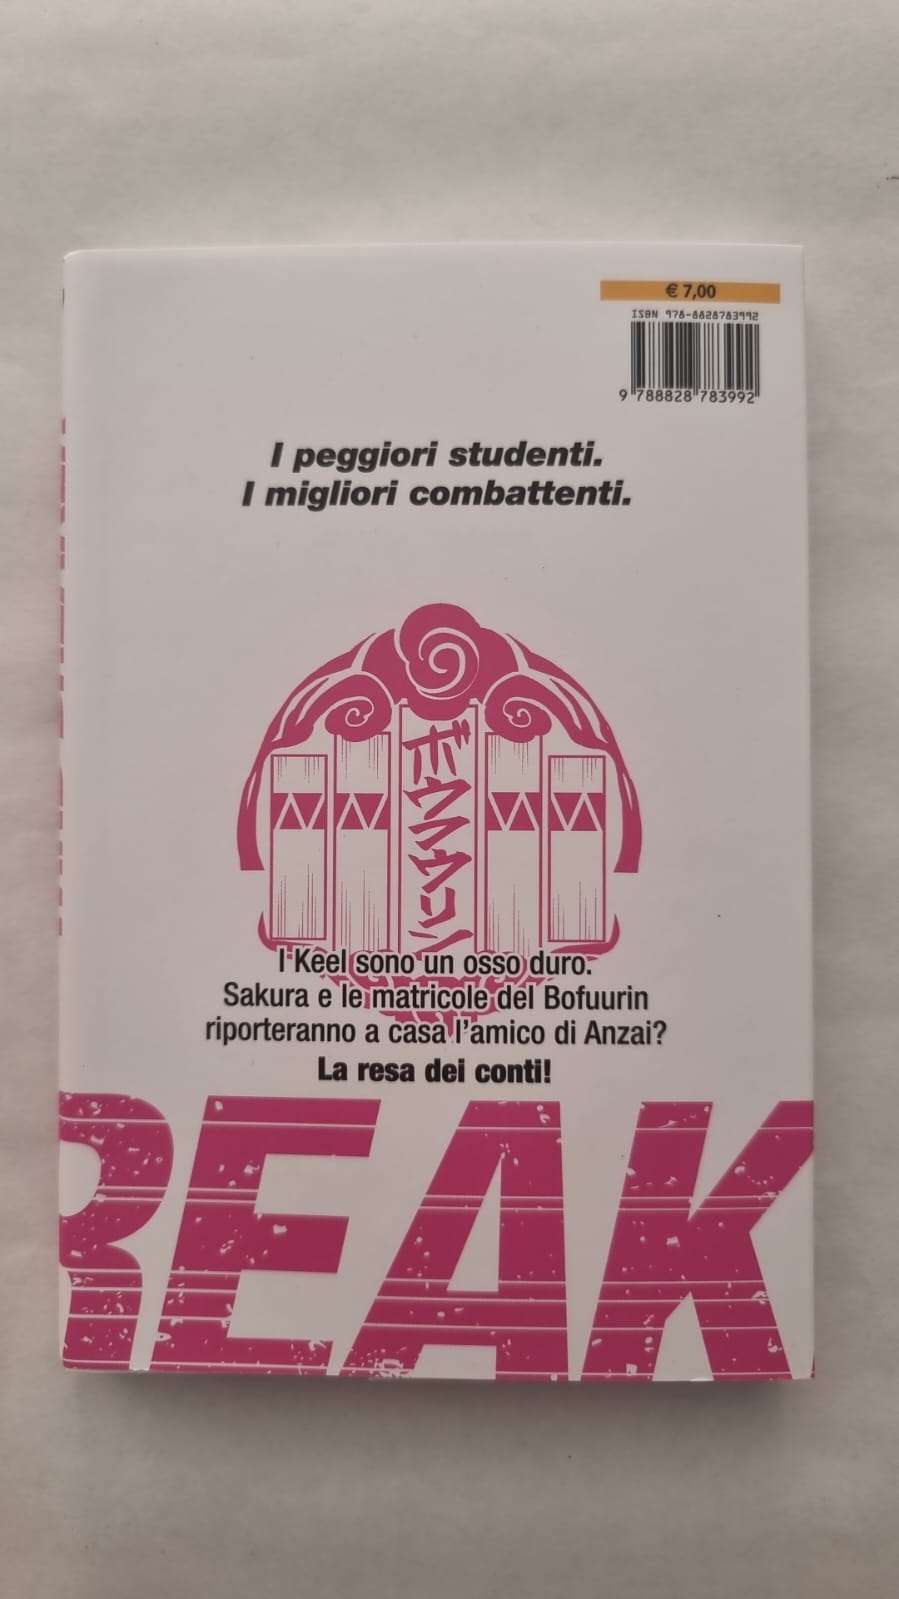 € 7,00
ISBN 978-8828783992
9 788828 783992
I peggiori studenti.
I migliori combattenti.
ボウフウリン
I Keel sono un osso duro.
Sakura e le matricole del Bofuurin
riporteranno a casa l'amico di Anzai?
La resa dei conti!
REAK